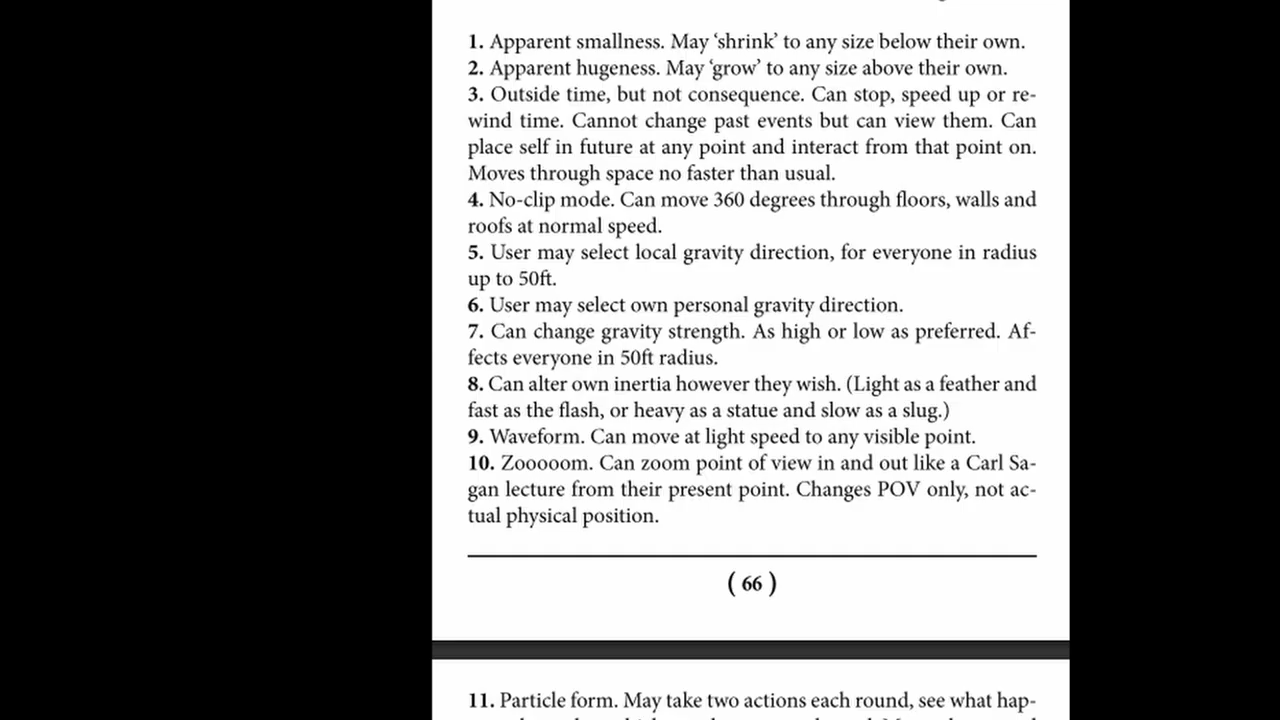 1. Apparent smallness. May ‘shrink’ to any size below their own.
2. Apparent hugeness. May ‘grow’ to any size above their own.
3. Outside time, but not consequence. Can stop, speed up or re-
wind time. Cannot change past events but can view them. Can
place self in future at any point and interact from that point on.
Moves through space no faster than usual.
4. No-clip mode. Can move 360 degrees through floors, walls and
roofs at normal speed.
5. User may select local gravity direction, for everyone in radius
up to 50ft.
6. User may select own personal gravity direction.
7. Can change gravity strength. As high or low as preferred. Af-
fects everyone in 50ft radius.
8. Can alter own inertia however they wish. (Light as a feather and
fast as the flash, or heavy as a statue and slow as a slug.)
9. Waveform. Can move at light speed to any visible point.
10. Zooooom. Can zoom point of view in and out like a Carl Sa-
gan lecture from their present point. Changes POV only, not ac-
tual physical position.
( 66 )
11. Particle form. May take two actions each round, see what hap-